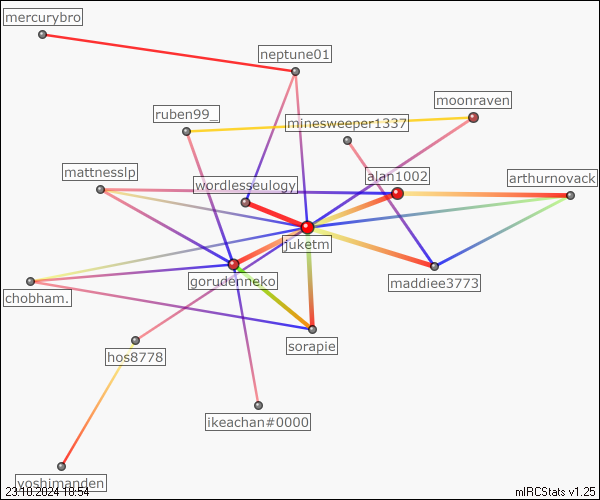 mercurybro
neptune01
moonraven
ruben99_
minesweeper1337
mattnesslp
alan1002
arthurnovack
wordlesseulogy
juketm
gorudenneko
maddiee3773
chobham.
sorapie
hos8778
ikeachan#0000
yoshimanden
23.10.2024 18:54
mIRCStats v1.25